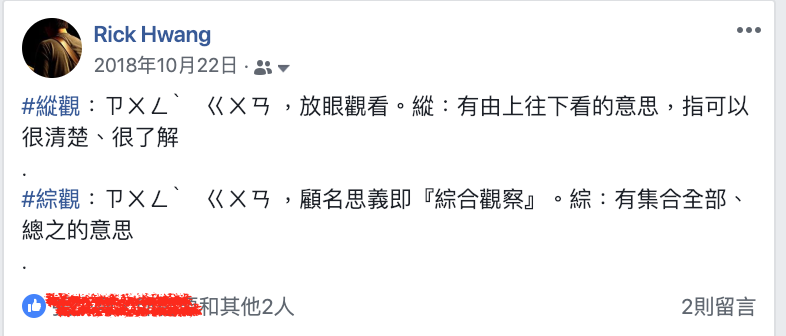 Rick Hwang
2018年10月22日 ·
#縱觀：ㄗㄨㄥˋ ㄍㄨㄢ ，放眼觀看。縱：有由上往下看的意思，指可以
很清楚、很了解
.
#綜觀：ㄗㄨㄥˋ ㄍㄨㄢ ，顧名思義即『綜合觀察』。綜：有集合全部、
總之的意思
.
和其他2人 2則留言